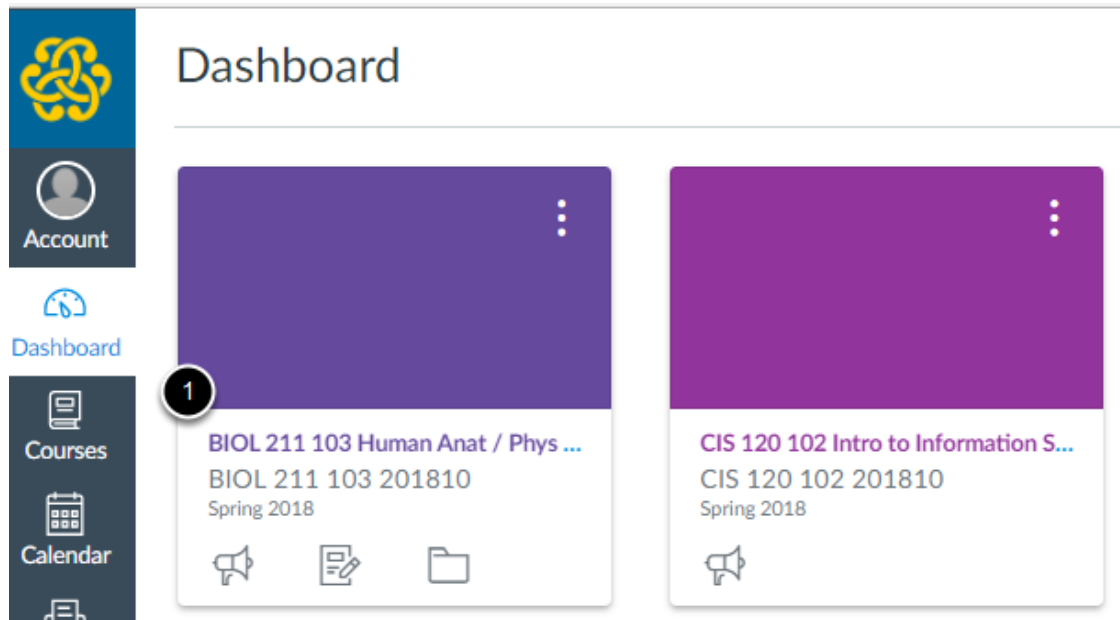 Dashboard
Account
Dashboard
Courses
Calendar
1
BIOL 211 103 Human Anat / Phys ...
BIOL 211 103 201810
Spring 2018
CIS 120 102 Intro to Information S...
CIS 120 102 201810
Spring 2018